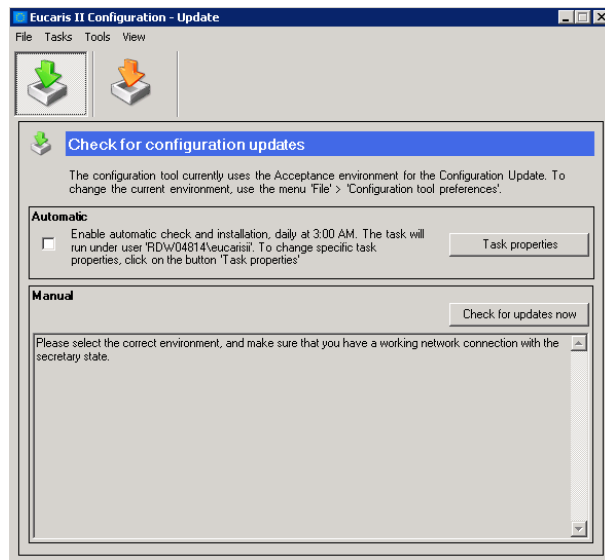 Eucaris II Configuration - Update
File Tasks Tools View
Check for configuration updates
The configuration tool currently uses the Acceptance environment for the Configuration Update. To
change the current environment, use the menu 'File' > 'Configuration tool preferences'.
Automatic
Enable automatic check and installation, daily at 3:00 AM. The task will
run under user 'RDW04814\eucarisii'. To change specific task
properties, click on the button 'Task properties'
Task properties
Manual
Check for updates now
Please select the correct environment, and make sure that you have a working network connection with the
secretary state.